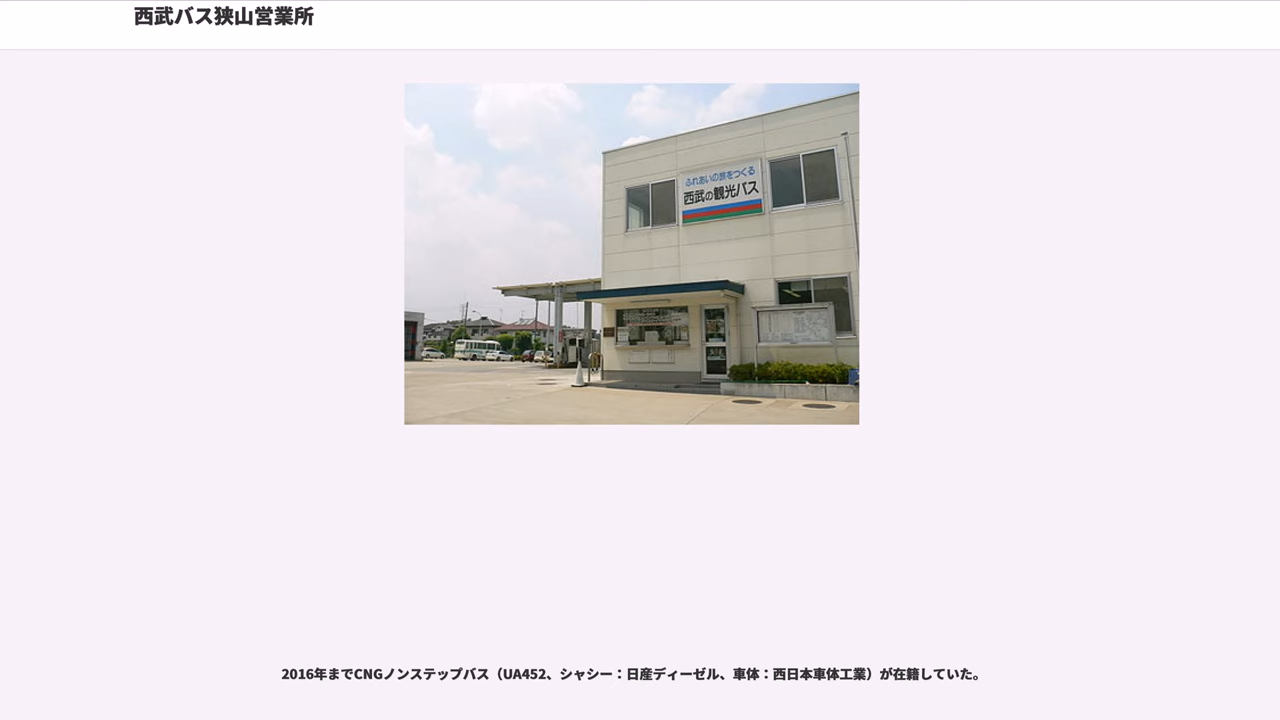 西武バス狭山営業所
ふれあいの旅をつくる
西武の観光バス
2016年までCNGノンステップバス（UA452、シャシー：日産ディーゼル、車体：西日本車体工業）が在籍していた。